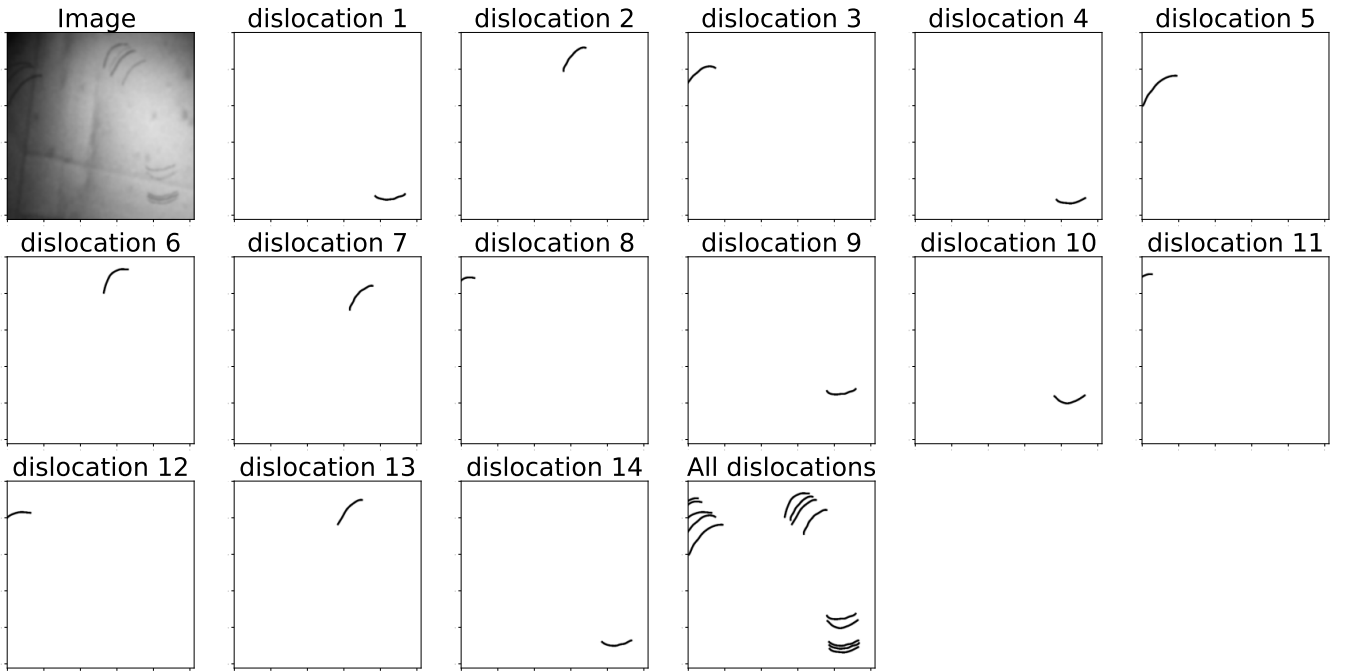 Image
dislocation 1
dislocation 2
dislocation 3
dislocation 4
dislocation 5
dislocation 6
dislocation 7
dislocation 8
dislocation 9
dislocation 10
dislocation 11
dislocation 12
dislocation 13
dislocation 14
All dislocations